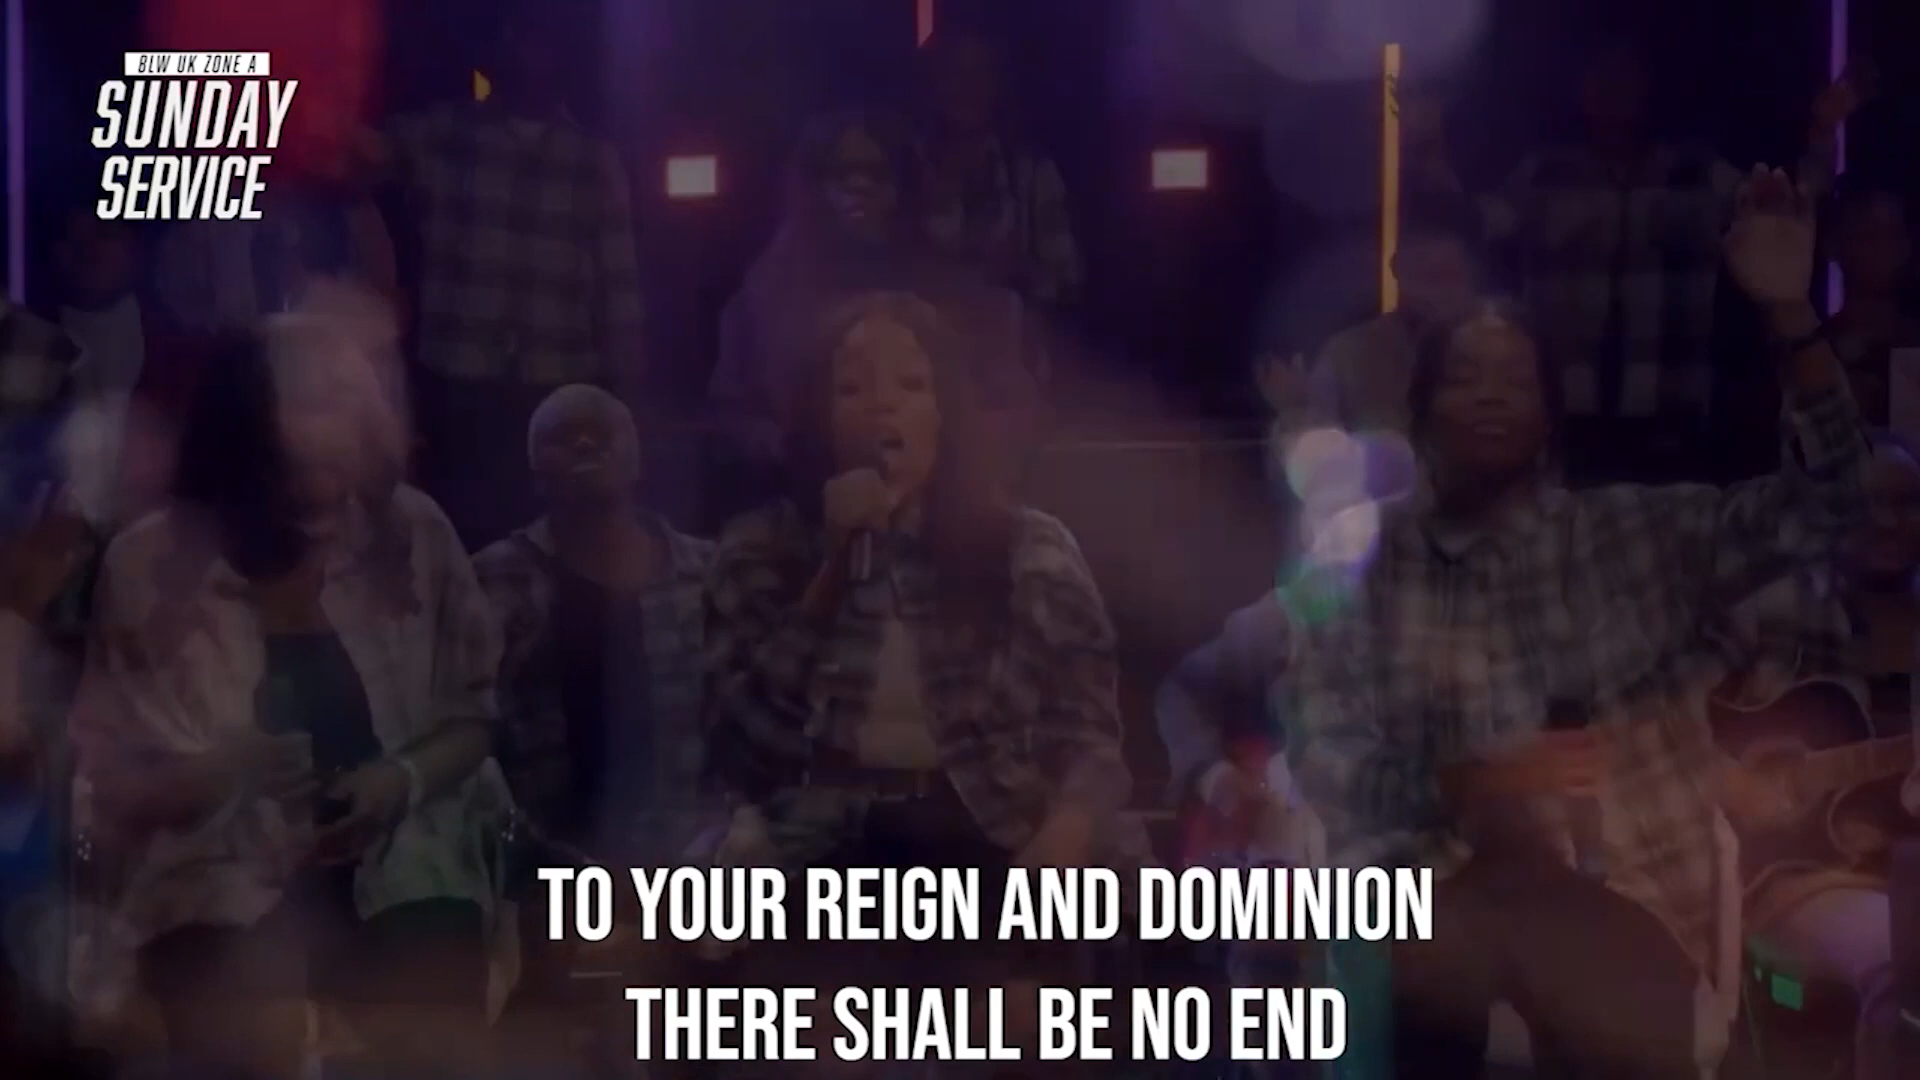 BLW UK ZONE A
SUNDAY
SERVICE
TO YOUR REIGN AND DOMINION
THERE SHALL BE NO END